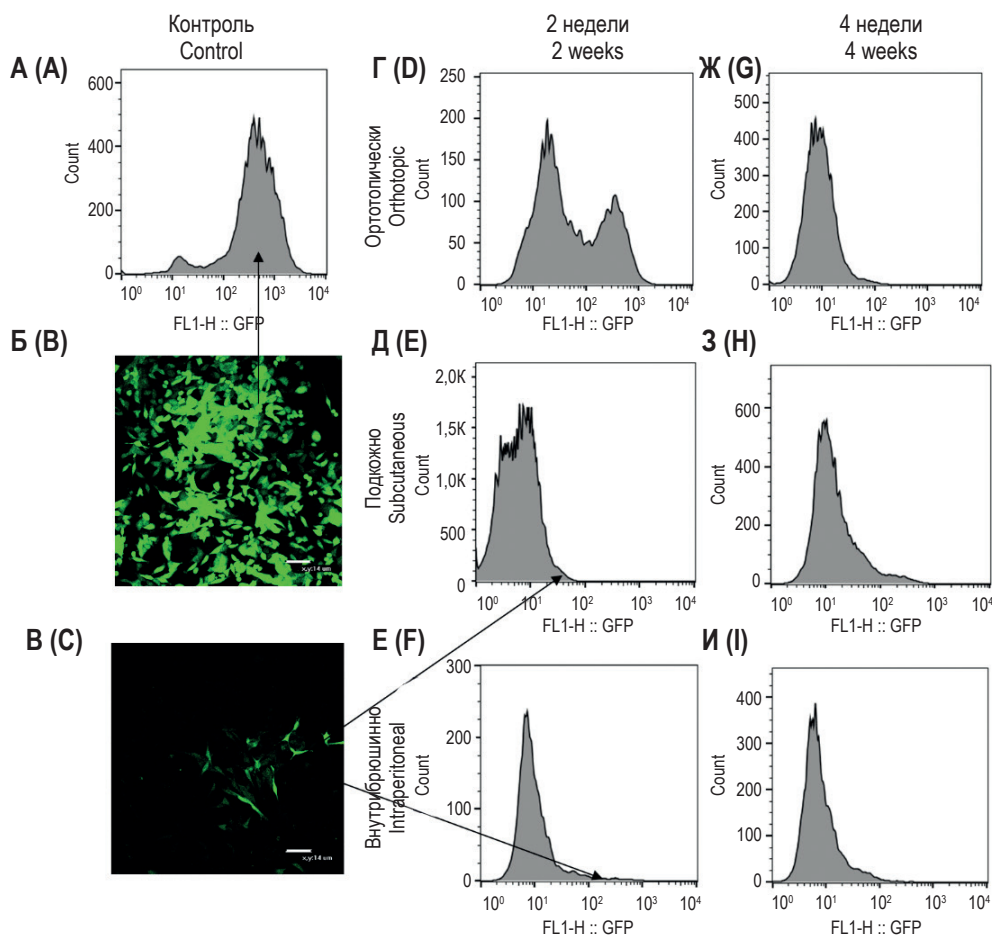 Контроль
Control
2 недели
2 weeks
4 недели
4 weeks
А (A)
600
400
200
0
Count
10⁰ 10¹ 10² 10³ 10⁴
FL1-H :: GFP
Г (D)
Ортотопически
Orthotopic
250
200
150
100
50
0
Count
10⁰ 10¹ 10² 10³ 10⁴
FL1-H :: GFP
Ж (G)
500
400
300
200
100
0
Count
10⁰ 10¹ 10² 10³ 10⁴
FL1-H :: GFP
Б (B)
x,y:14 um
Д (E)
Подкожно
Subcutaneous
2,0K
1,5K
1,0K
500
0
Count
10⁰ 10¹ 10² 10³ 10⁴
FL1-H :: GFP
З (H)
600
400
200
0
Count
10⁰ 10¹ 10² 10³ 10⁴
FL1-H :: GFP
В (C)
x,y:14 um
Е (F)
Внутрибрюшинно
Intraperitoneal
300
200
100
0
Count
10⁰ 10¹ 10² 10³ 10⁴
FL1-H :: GFP
И (I)
400
300
200
100
0
Count
10⁰ 10¹ 10² 10³ 10⁴
FL1-H :: GFP